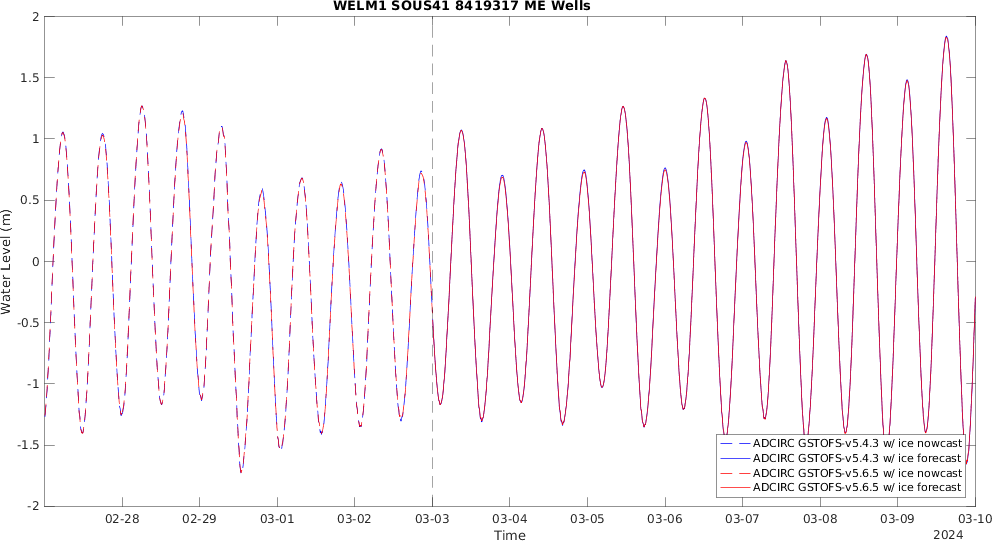 WELM1 SOUS41 8419317 ME Wells
2
1.5
1
0.5
0
-0.5
-1
-1.5
-2
Water Level (m)
ADCIRC GSTOFS-v5.4.3 w/ ice nowcast
ADCIRC GSTOFS-v5.4.3 w/ ice forecast
ADCIRC GSTOFS-v5.6.5 w/ ice nowcast
ADCIRC GSTOFS-v5.6.5 w/ ice forecast
02-28 02-29 03-01 03-02 03-03 03-04 03-05 03-06 03-07 03-08 03-09 03-10
Time
2024